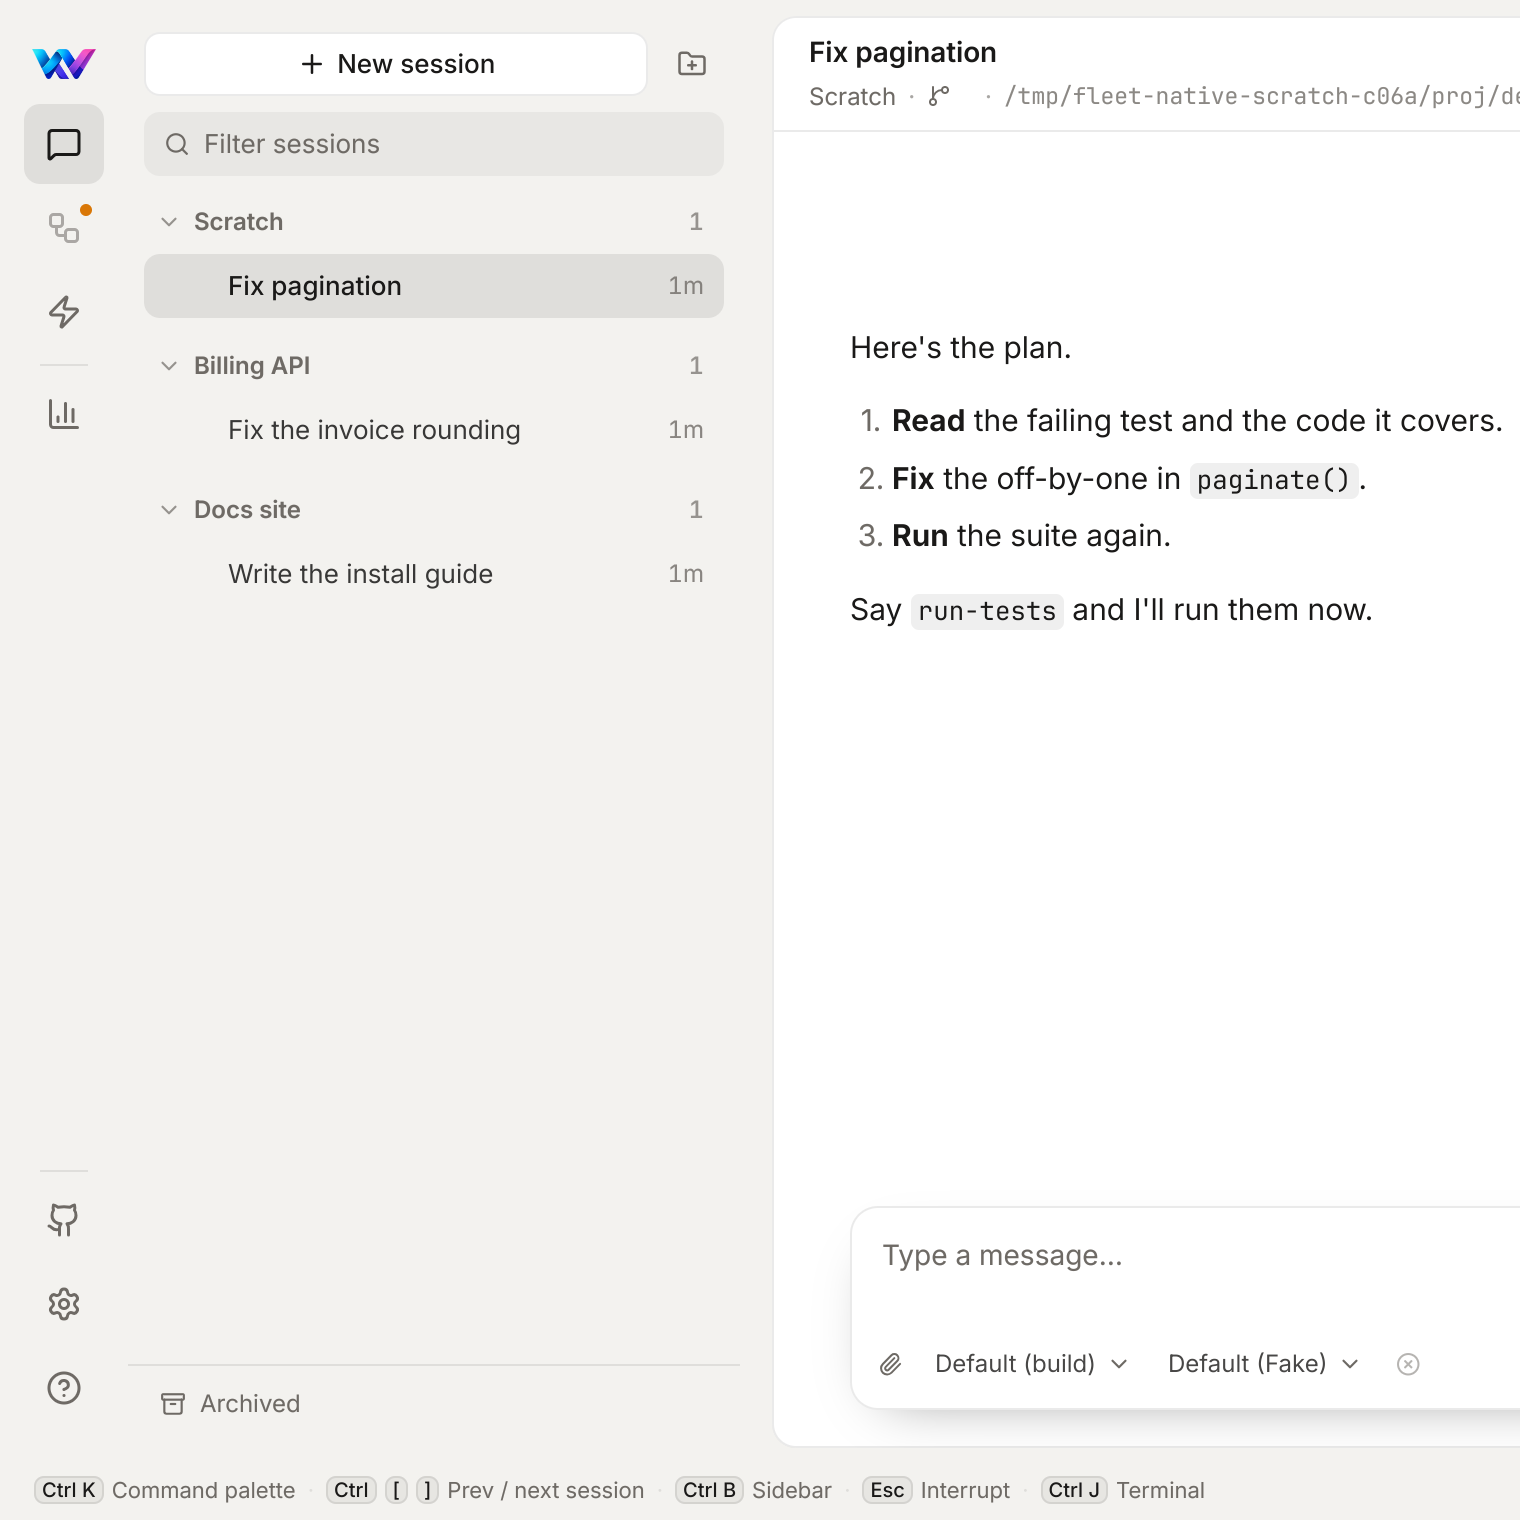 New session
Filter sessions
Scratch 1
Fix pagination 1m
Billing API 1
Fix the invoice rounding 1m
Docs site 1
Write the install guide 1m
Archived
Fix pagination
Scratch · · /tmp/fleet-native-scratch-c06a/proj/de
Here's the plan.
1. Read the failing test and the code it covers.
2. Fix the off-by-one in paginate().
3. Run the suite again.
Say run-tests and I'll run them now.
Type a message...
Default (build) Default (Fake)
Ctrl K Command palette · Ctrl [ ] Prev / next session · Ctrl B Sidebar · Esc Interrupt · Ctrl J Terminal